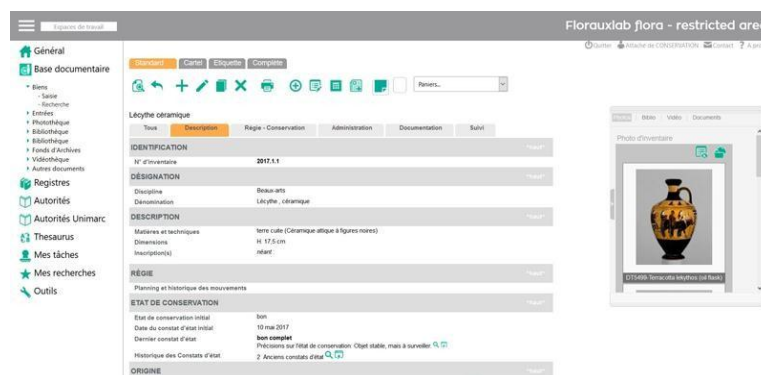 Espaces de travail
Florauxlab flora - restricted area
Quitter Attaché de CONSERVATION Contact ? A pro
Général
Base documentaire
Biens
- Saisie
- Recherche
Entrées
Photothèque
Bibliothèque
Bibliothèque
Fonds d'Archives
Vidéothèque
Autres documents
Registres
Autorités
Autorités Unimarc
Thesaurus
Mes tâches
Mes recherches
Outils
Standard Cartel Etiquette Complète
Paniers...
Lécythe céramique
Tous Description Régie - Conservation Administration Documentation Suivi
IDENTIFICATION
N° d'inventaire 2017.1.1
DÉSIGNATION
Discipline Beaux-arts
Dénomination Lécythe , céramique
DESCRIPTION
Matières et techniques terre cuite (Céramique attique à figures noires)
Dimensions H. 17,5 cm
Inscription(s) néant
RÉGIE
Planning et historique des mouvements
ETAT DE CONSERVATION
Etat de conservation initial bon
Date du constat d'état initial 10 mai 2017
Dernier constat d'état bon complet
Précisions sur l'état de conservation: Objet stable, mais à surveiller.
Historique des Constats d'état 2 Anciens constats d'état
ORIGINE
Photos Biblio Vidéo Documents
Photo d'inventaire
DT5499-Terracotta lekythos (oil flask)